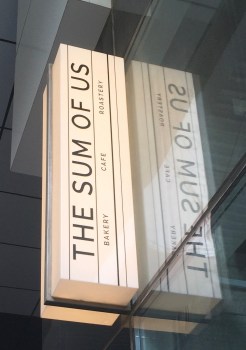 THE SUM OF US
BAKERY CAFE ROASTERY